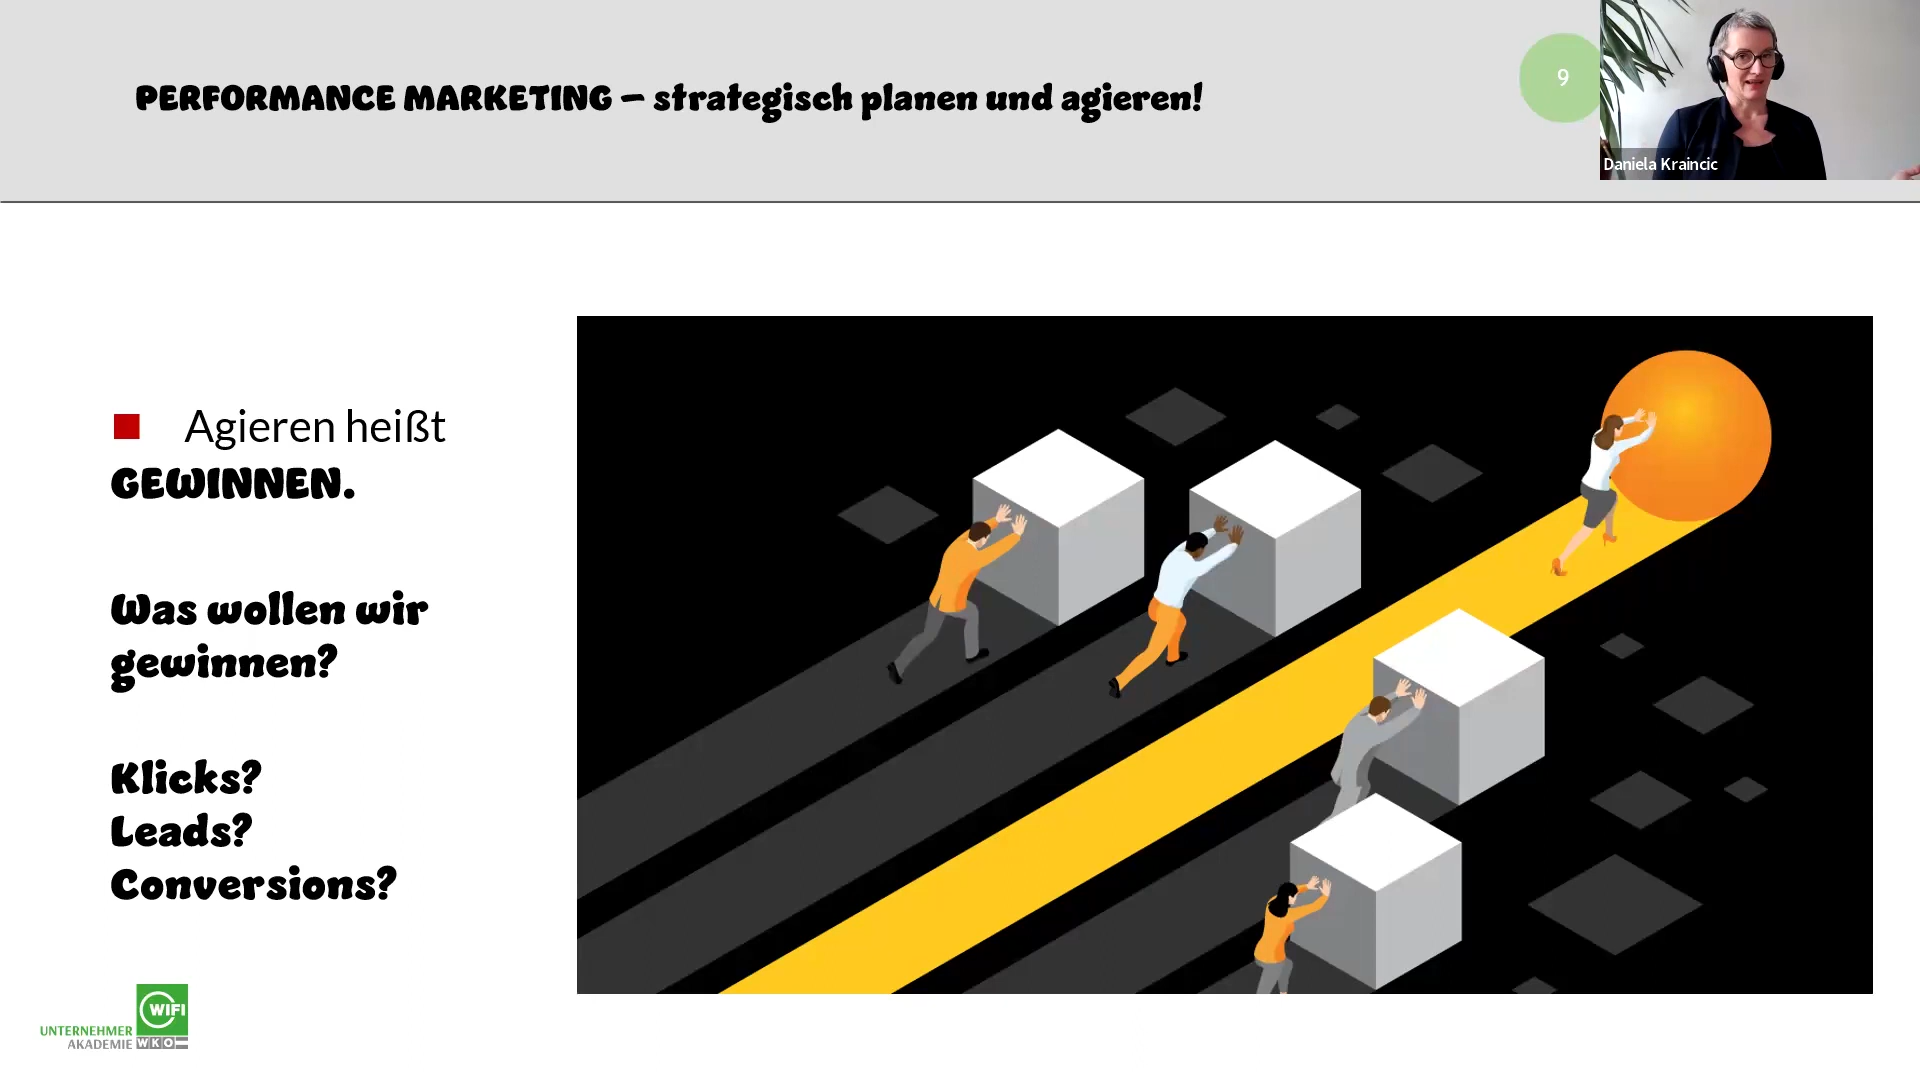 PERFORMANCE MARKETING – strategisch planen und agieren!
9
Daniela Kraincic
Agieren heißt
GEWINNEN.
Was wollen wir
gewinnen?
Klicks?
Leads?
Conversions?
WIFI
UNTERNEHMER
AKADEMIE WKO